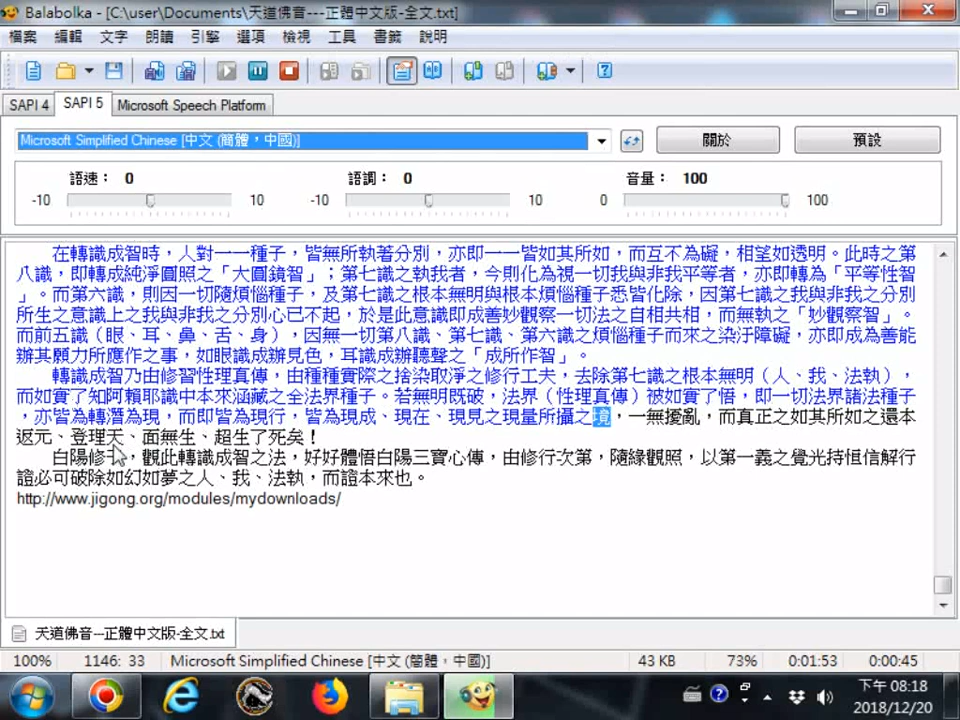 Balabolka - [C:\user\Documents\天道佛音---正體中文版-全文.txt]
檔案 編輯 文字 朗讀 引擎 選項 檢視 工具 書籤 說明
SAPI 4 SAPI 5 Microsoft Speech Platform
Microsoft Simplified Chinese [中文 (簡體，中國)] 關於 預設
語速： 0 語調： 0 音量： 100
-10 10 -10 10 0 100
在轉識成智時，人對一一種子，皆無所執著分別，亦即一一皆如其所如，而互不為礙，相望如透明。此時之第
八識，即轉成純淨圓照之「大圓鏡智」；第七識之執我者，今則化為視一切我與非我平等者，亦即轉為「平等性智
」。而第六識，則因一切隨煩惱種子，及第七識之根本無明與根本煩惱種子悉皆化除，因第七識之我與非我之分別
所生之意識上之我與非我之分別心已不起，於是此意識即成善妙觀察一切法之自相共相，而無執之「妙觀察智」。
而前五識（眼、耳、鼻、舌、身），因無一切第八識、第七識、第六識之煩惱種子而來之染汙障礙，亦即成為善能
辦其願力所應作之事，如眼識成辦見色，耳識成辦聽聲之「成所作智」。
轉識成智乃由修習性理真傳，由種種實際之捨染取淨之修行工夫，去除第七識之根本無明（人、我、法執），
而如實了知阿賴耶識中本來涵藏之全法界種子。若無明既破，法界（性理真傳）被如實了悟，即一切法界諸法種子
，亦皆為轉潛為現，而即皆為現行，皆為現成、現在、現見之現量所攝之境，一無擾亂，而真正之如其所如之還本
返元、登理天、面無生、超生了死矣！
白陽修子，觀此轉識成智之法，好好體悟白陽三寶心傳，由修行次第，隨緣觀照，以第一義之覺光持恒信解行
證必可破除如幻如夢之人、我、法執，而證本來也。
http://www.jigong.org/modules/mydownloads/
天道佛音---正體中文版-全文.txt
100% 1146: 33 Microsoft Simplified Chinese [中文 (簡體，中國)] 43 KB 73% 0:01:53 0:00:45
下午 08:18
2018/12/20